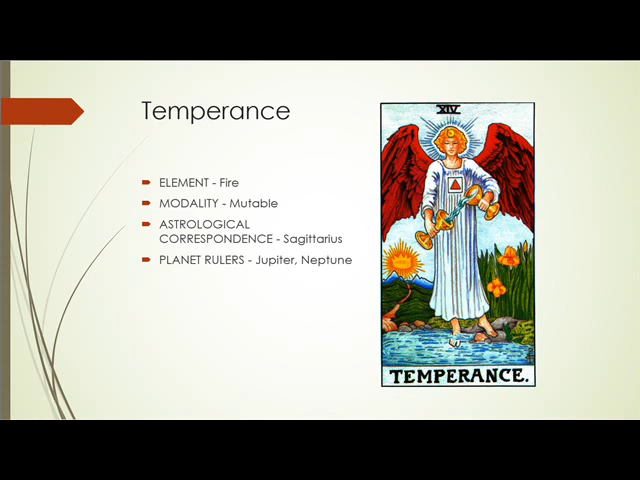 Temperance
ELEMENT - Fire
MODALITY - Mutable
ASTROLOGICAL
CORRESPONDENCE - Sagittarius
PLANET RULERS - Jupiter, Neptune
XIV
TEMPERANCE.